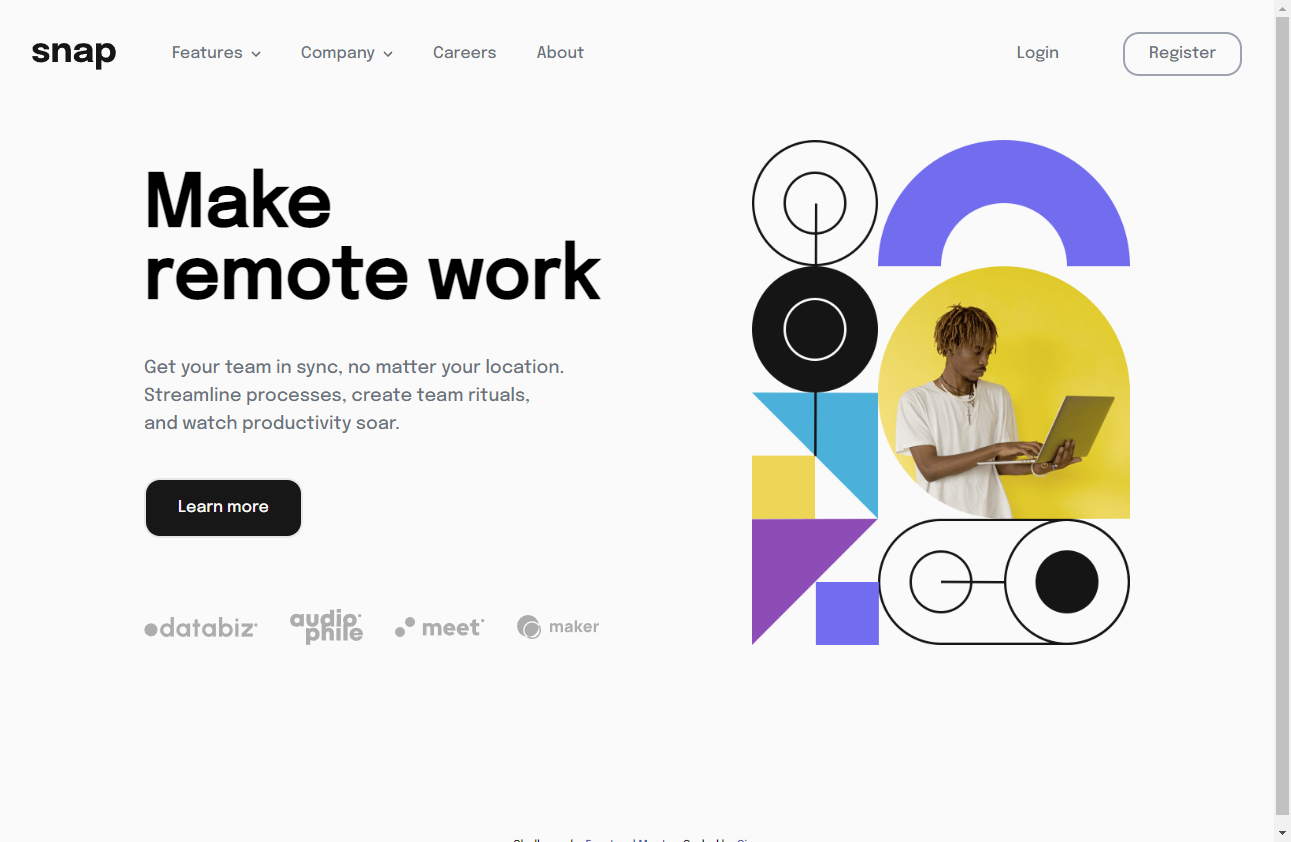 snap
Features
Company
Careers
About
Login
Register
Make
remote work
Get your team in sync, no matter your location.
Streamline processes, create team rituals,
and watch productivity soar.
Learn more
databiz
audiophile
meet
maker